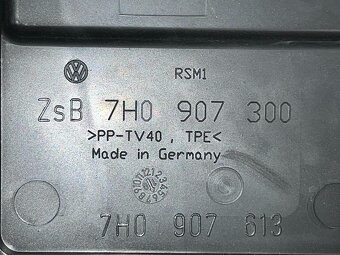 RSM1
ZsB 7H0 907 300
>PP-TV40 , TPE<
Made in Germany
7H0 907 613